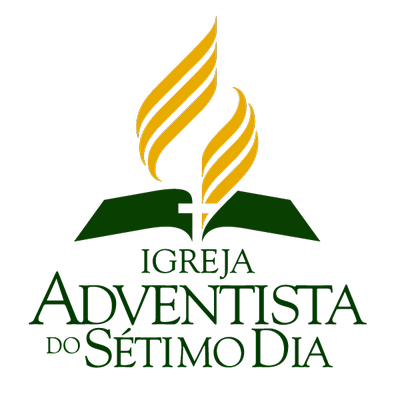 IGREJA
ADVENTISTA
DO SÉTIMO DIA